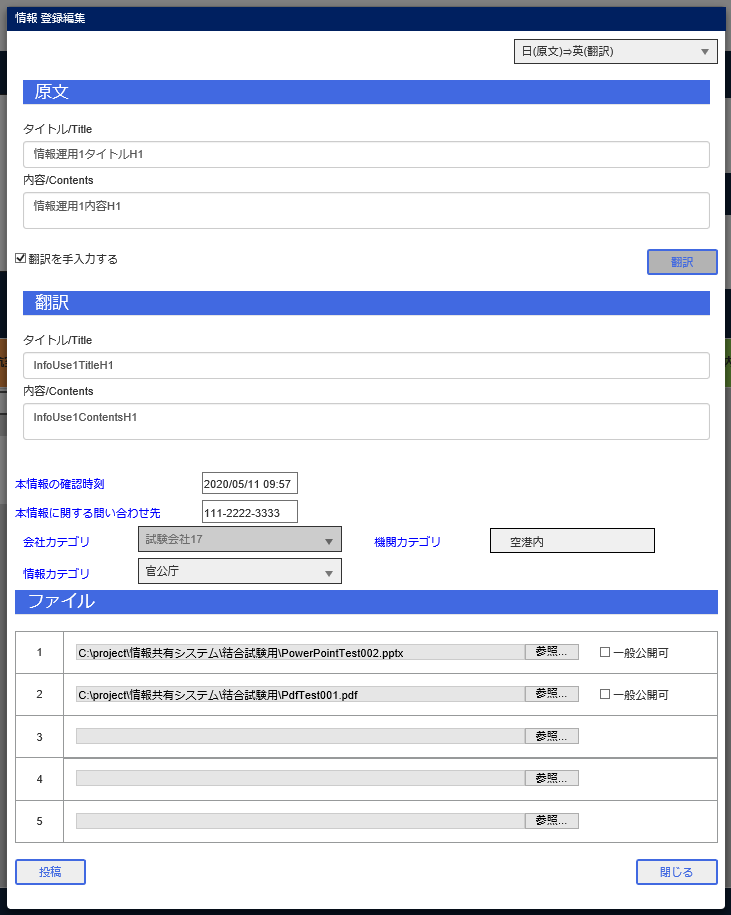 情報 登録編集
日(原文)⇒英(翻訳)
原文
タイトル/Title
情報運用1タイトルH1
内容/Contents
情報運用1内容H1
翻訳を手入力する
翻訳
翻訳
タイトル/Title
InfoUse1TitleH1
内容/Contents
InfoUse1ContentsH1
本情報の確認時刻 2020/05/11 09:57
本情報に関する問い合わせ先 111-2222-3333
会社カテゴリ 試験会社17 機関カテゴリ 空港内
情報カテゴリ 官公庁
ファイル
1 C:\project\情報共有システム\結合試験用\PowerPointTest002.pptx 参照... 一般公開可
2 C:\project\情報共有システム\結合試験用\PdfTest001.pdf 参照... 一般公開可
3 参照...
4 参照...
5 参照...
投稿 閉じる